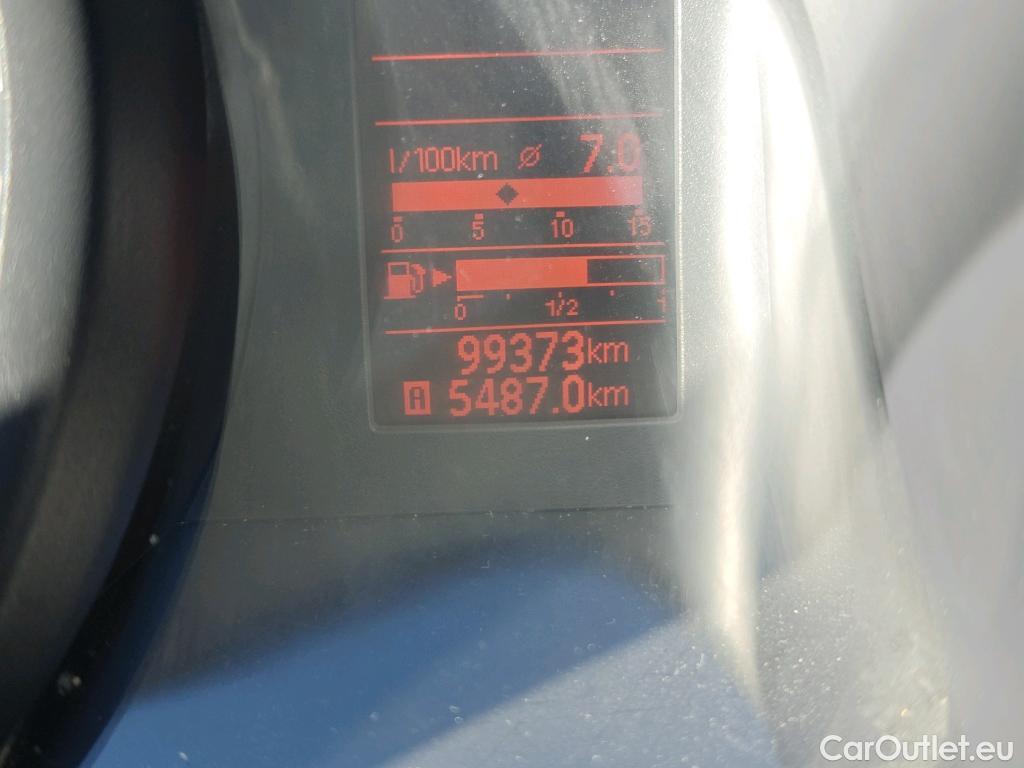 l/100km ⌀ 7.0
0 5 10 15
0 1/2 1
99373km
A 5487.0km
CarOutlet.eu